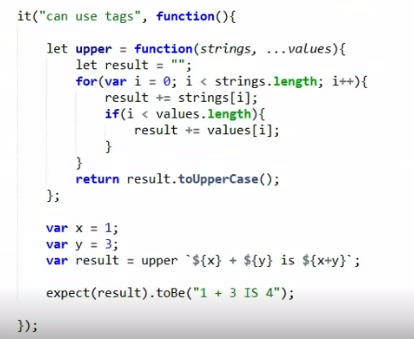 it("can use tags", function(){
let upper = function(strings, ...values){
let result = "";
for(var i = 0; i < strings.length; i++){
result += strings[i];
if(i < values.length){
result += values[i];
}
}
return result.toUpperCase();
};
var x = 1;
var y = 3;
var result = upper `${x} + ${y} is ${x+y}`;
expect(result).toBe("1 + 3 IS 4");
});